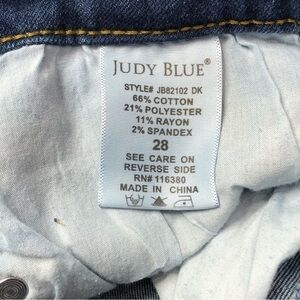 JUDY BLUE®
STYLE# JB82102 DK
66% COTTON
21% POLYESTER
11% RAYON
2% SPANDEX
28
SEE CARE ON
REVERSE SIDE
RN# 116380
MADE IN CHINA